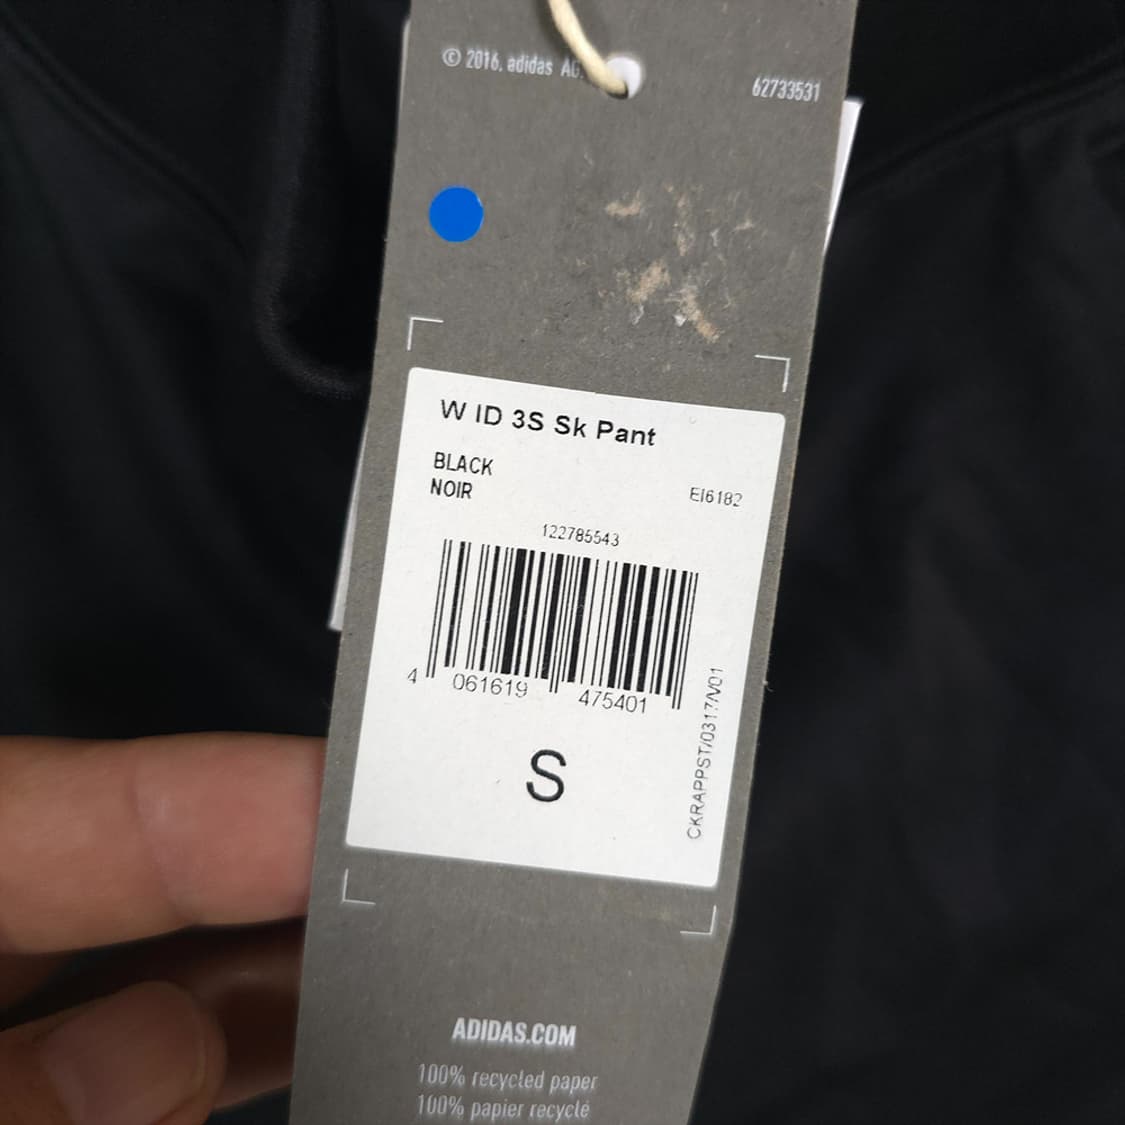 © 2016, adidas AG.
62733531
W ID 3S Sk Pant
BLACK
NOIR
EI6182
122785543
4 061619 475401
CKRAPPST/0317/V01
S
ADIDAS.COM
100% recycled paper
100% papier recyclé